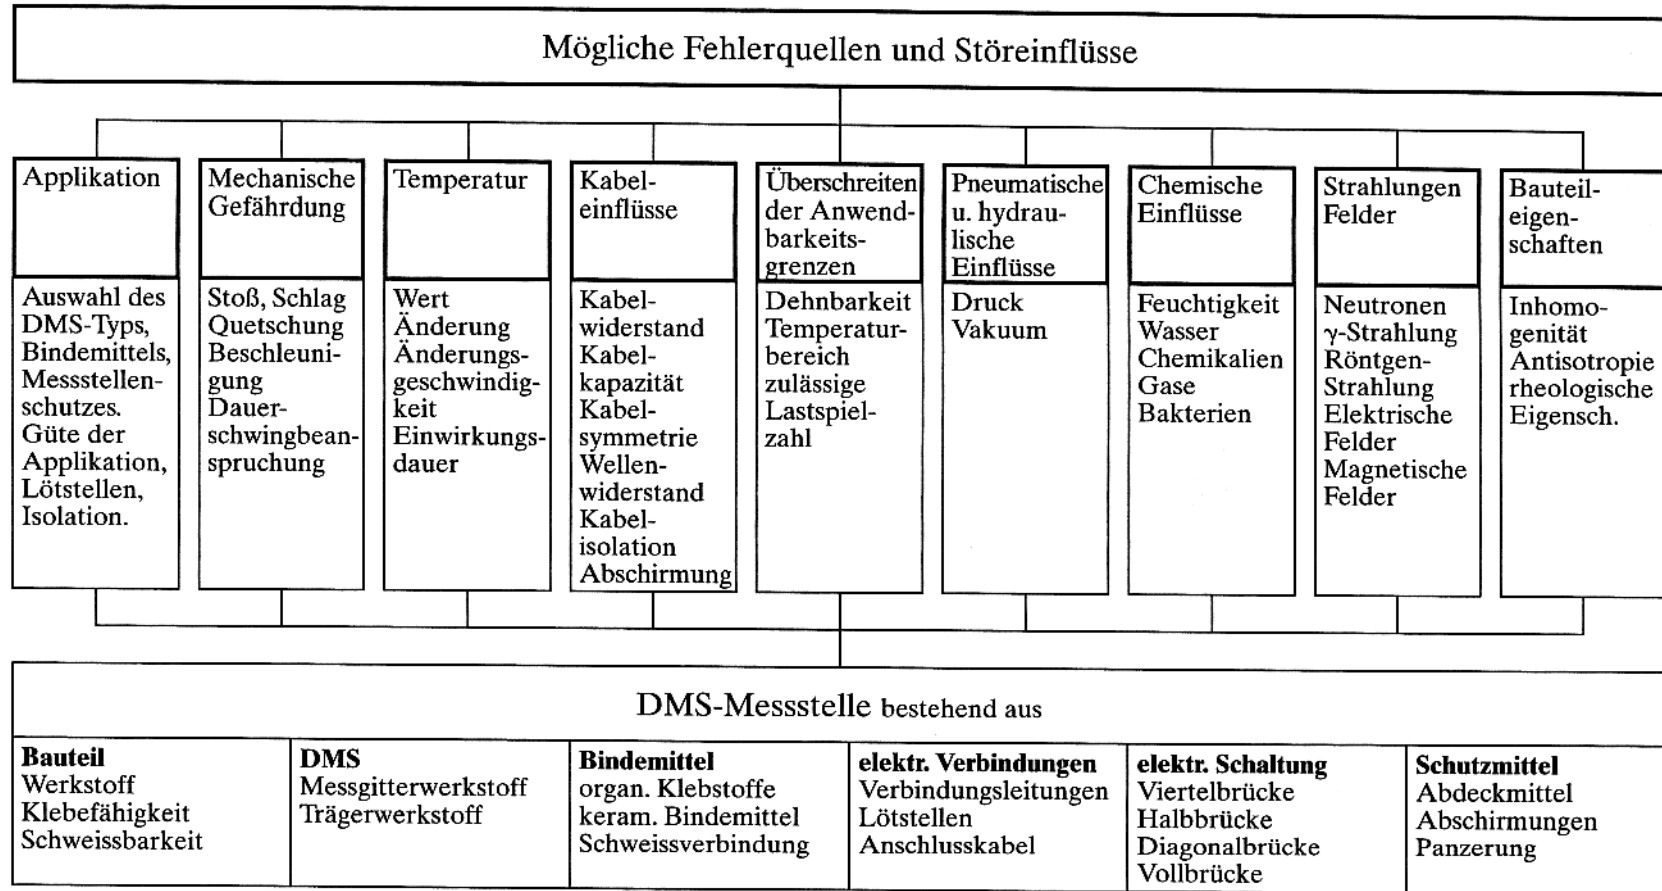 Mögliche Fehlerquellen und Störeinflüsse
Applikation
Auswahl des
DMS-Typs,
Bindemittels,
Messstellen-
schutzes.
Güte der
Applikation,
Lötstellen,
Isolation.
Mechanische
Gefährdung
Stoß, Schlag
Quetschung
Beschleuni-
gung
Dauer-
schwingbean-
spruchung
Temperatur
Wert
Änderung
Änderungs-
geschwindig-
keit
Einwirkungs-
dauer
Kabel-
einflüsse
Kabel-
widerstand
Kabel-
kapazität
Kabel-
symmetrie
Wellen-
widerstand
Kabel-
isolation
Abschirmung
Überschreiten
der Anwend-
barkeits-
grenzen
Dehnbarkeit
Temperatur-
bereich
zulässige
Lastspiel-
zahl
Pneumatische
u. hydrau-
lische
Einflüsse
Druck
Vakuum
Chemische
Einflüsse
Feuchtigkeit
Wasser
Chemikalien
Gase
Bakterien
Strahlungen
Felder
Neutronen
γ-Strahlung
Röntgen-
Strahlung
Elektrische
Felder
Magnetische
Felder
Bauteil-
eigen-
schaften
Inhomo-
genität
Antisotropie
rheologische
Eigensch.
DMS-Messstelle bestehend aus
Bauteil
Werkstoff
Klebefähigkeit
Schweissbarkeit
DMS
Messgitterwerkstoff
Trägerwerkstoff
Bindemittel
organ. Klebstoffe
keram. Bindemittel
Schweissverbindung
elektr. Verbindungen
Verbindungsleitungen
Lötstellen
Anschlusskabel
elektr. Schaltung
Viertelbrücke
Halbbrücke
Diagonalbrücke
Vollbrücke
Schutzmittel
Abdeckmittel
Abschirmungen
Panzerung